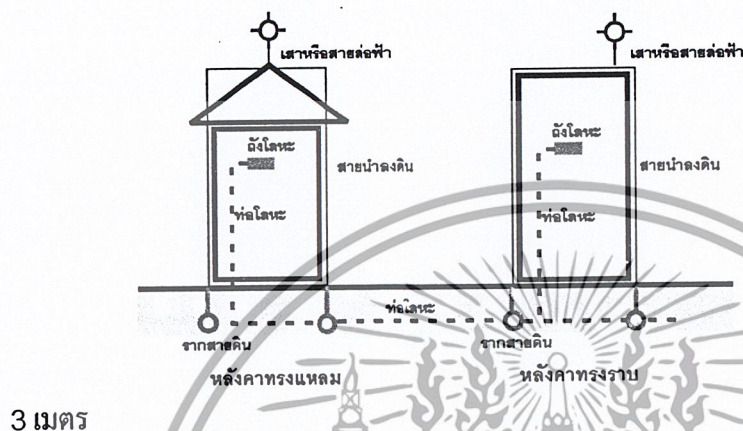 เสาหรือสายล่อฟ้า เสาหรือสายล่อฟ้า
ถังโลหะ ถังโลหะ
สายนำลงดิน สายนำลงดิน
ท่อโลหะ ท่อโลหะ
ท่อโลหะ
รากสายดิน รากสายดิน
หลังคาทรงแหลม หลังคาทรงราบ
3 เมตร